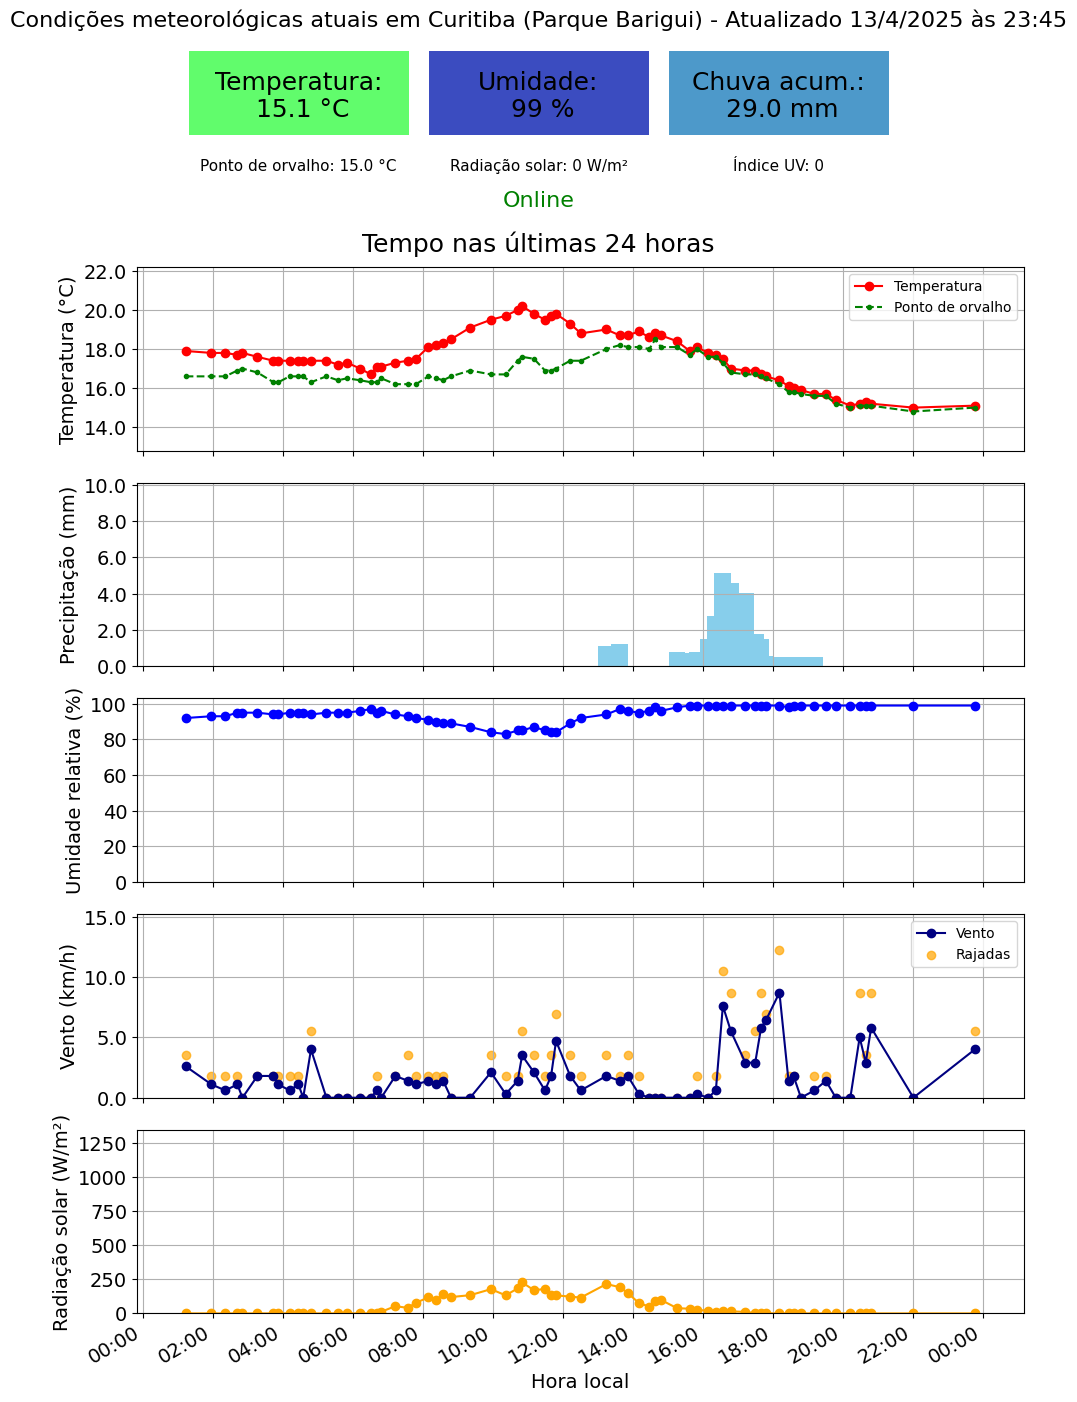 Condições meteorológicas atuais em Curitiba (Parque Barigui) - Atualizado 13/4/2025 às 23:45
Temperatura:
15.1 °C
Umidade:
99 %
Chuva acum.:
29.0 mm
Ponto de orvalho: 15.0 °C
Radiação solar: 0 W/m²
Índice UV: 0
Online
Tempo nas últimas 24 horas
Temperatura (°C)
22.0
20.0
18.0
16.0
14.0
Temperatura
Ponto de orvalho
Precipitação (mm)
10.0
8.0
6.0
4.0
2.0
0.0
Umidade relativa (%)
100
80
60
40
20
0
Vento (km/h)
15.0
10.0
5.0
0.0
Vento
Rajadas
Radiação solar (W/m²)
1250
1000
750
500
250
0
00:00
02:00
04:00
06:00
08:00
10:00
12:00
14:00
16:00
18:00
20:00
22:00
00:00
Hora local